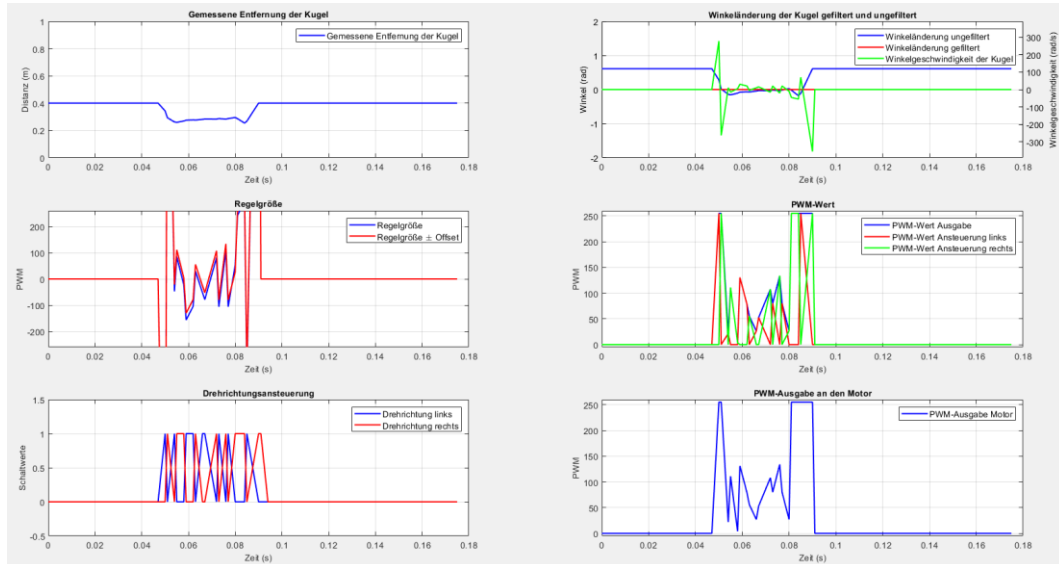 Gemessene Entfernung der Kugel
1
0.8
0.6
0.4
0.2
0
Distanz (m)
Gemessene Entfernung der Kugel
0 0.02 0.04 0.06 0.08 0.1 0.12 0.14 0.16 0.18
Zeit (s)
Winkeländerung der Kugel gefiltert und ungefiltert
2
1
0
-1
-2
Winkel (rad)
Winkeländerung ungefiltert
Winkeländerung gefiltert
Winkelgeschwindigkeit der Kugel
300
200
100
0
-100
-200
-300
Winkelgeschwindigkeit (rad/s)
0 0.02 0.04 0.06 0.08 0.1 0.12 0.14 0.16 0.18
Zeit (s)
Regelgröße
200
100
0
-100
-200
PWM
Regelgröße
Regelgröße ± Offset
0 0.02 0.04 0.06 0.08 0.1 0.12 0.14 0.16 0.18
Zeit (s)
PWM-Wert
250
200
150
100
50
0
PWM
PWM-Wert Ausgabe
PWM-Wert Ansteuerung links
PWM-Wert Ansteuerung rechts
0 0.02 0.04 0.06 0.08 0.1 0.12 0.14 0.16 0.18
Zeit (s)
Drehrichtungsansteuerung
1.5
1
0.5
0
-0.5
Schaltwerte
Drehrichtung links
Drehrichtung rechts
0 0.02 0.04 0.06 0.08 0.1 0.12 0.14 0.16 0.18
Zeit (s)
PWM-Ausgabe an den Motor
250
200
150
100
50
0
PWM
PWM-Ausgabe Motor
0 0.02 0.04 0.06 0.08 0.1 0.12 0.14 0.16 0.18
Zeit (s)